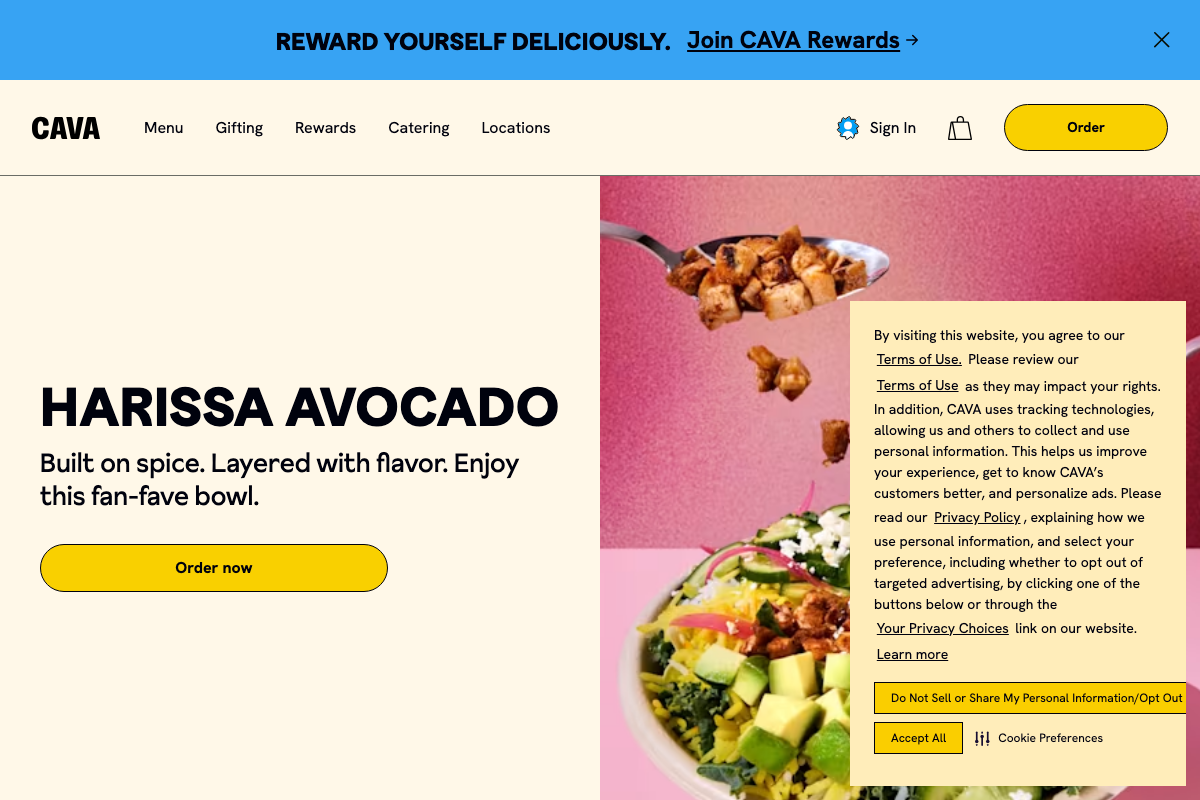 REWARD YOURSELF DELICIOUSLY. Join CAVA Rewards →
CAVA Menu Gifting Rewards Catering Locations Sign In Order
HARISSA AVOCADO
Built on spice. Layered with flavor. Enjoy
this fan-fave bowl.
Order now
By visiting this website, you agree to our
Terms of Use. Please review our
Terms of Use as they may impact your rights.
In addition, CAVA uses tracking technologies,
allowing us and others to collect and use
personal information. This helps us improve
your experience, get to know CAVA’s
customers better, and personalize ads. Please
read our Privacy Policy , explaining how we
use personal information, and select your
preference, including whether to opt out of
targeted advertising, by clicking one of the
buttons below or through the
Your Privacy Choices link on our website.
Learn more
Do Not Sell or Share My Personal Information/Opt Out
Accept All Cookie Preferences